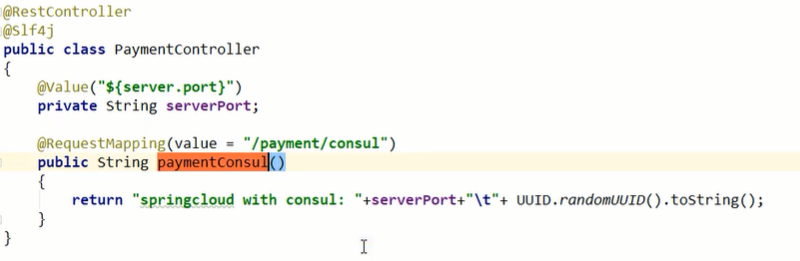 @RestController
@Slf4j
public class PaymentController
{
    @Value("${server.port}")
    private String serverPort;
    @RequestMapping(value = "/payment/consul")
    public String paymentConsul()
    {
        return "springcloud with consul: "+serverPort+"\t"+ UUID.randomUUID().toString();
    }
}